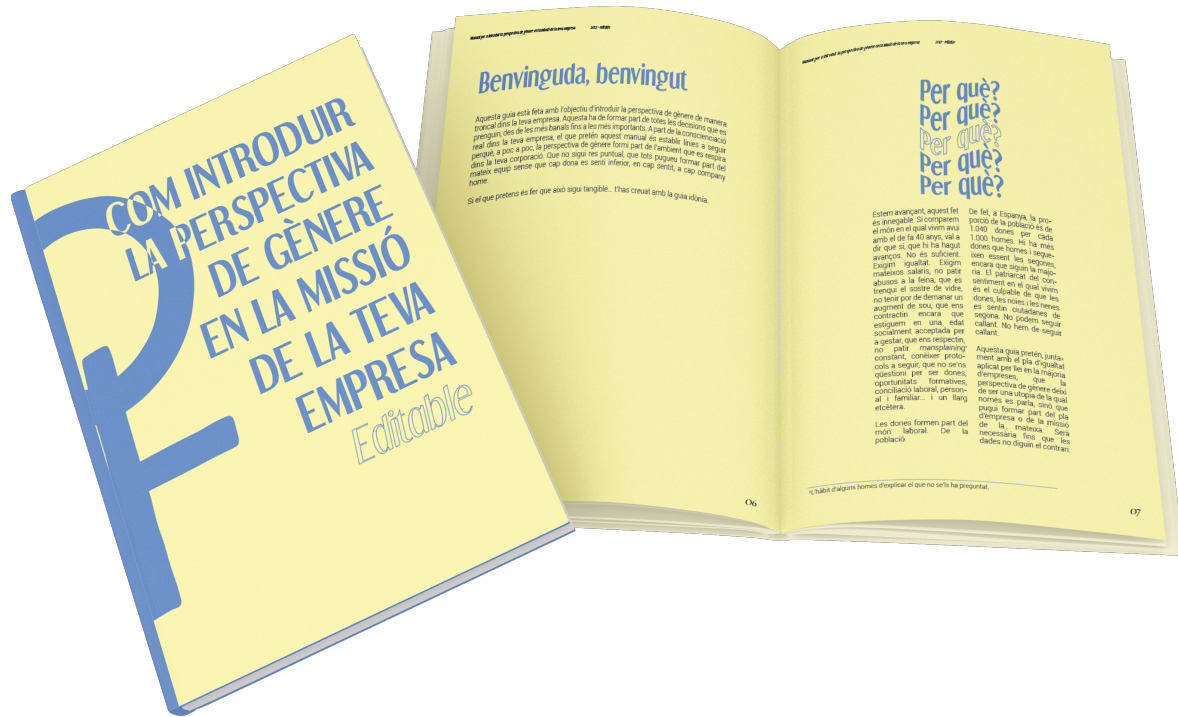 COM INTRODUIR
LA PERSPECTIVA
DE GÈNERE
EN LA MISSIÓ
DE LA TEVA
EMPRESA
Editable
Benvinguda, benvingut
Aquesta guia està feta amb l'objectiu d'introduir la perspectiva de gènere de manera
troncal dins la teva empresa. Aquesta ha de formar part de totes les decisions que es
prenguin, des de les més banals fins a les més importants. A part de la conscienciació
real dins la teva empresa, el que pretén aquest manual és establir línies a seguir
perquè, a poc a poc, la perspectiva de gènere formi part de l'ambient que es respira
dins la teva corporació. Que no sigui res puntual, que tots pugueu formar part del
mateix equip sense que cap dona es senti inferior, en cap sentit, a cap company
home.
Si el que pretens és fer que això sigui tangible... t'has creuat amb la guia idònia.
06
Per què?
Per què?
Per què?
Per què?
Per què?
Estem avançant, aquest fet
és innegable. Si comparem
el món en el qual vivim avui
amb el de fa 40 anys, val a
dir que sí, que hi ha hagut
avanços. No és suficient.
Exigim igualtat. Exigim
mateixos salaris, no patir
abusos a la feina, que es
trenqui el sostre de vidre,
no tenir por de demanar un
augment de sou, que ens
contractin encara que
estiguem en una edat
socialment acceptada per
a gestar, que ens respectin,
no patir mansplaining*
constant, conèixer proto-
cols a seguir, que no se'ns
qüestioni per ser dones,
oportunitats formatives,
conciliació laboral, person-
al i familiar... i un llarg
etcètera.
Les dones formen part del
món laboral. De la
població.
De fet, a Espanya, la pro-
porció de la població és de
1.040 dones per cada
1.000 homes. Hi ha més
dones que homes i segue-
ixen essent les segones,
encara que siguin la majo-
ria. El patriarcat del con-
sentiment en el qual vivim
és el culpable de que les
dones, les noies i les nenes
es sentin ciutadanes de
segona. No podem seguir
callant. No hem de seguir
callant.
Aquesta guia pretén, junta-
ment amb el pla d'igualtat
aplicat per llei en la majoria
d'empreses, que la
perspectiva de gènere deixi
de ser una utopia de la qual
només es parla, sinó que
pugui formar part del pla
d'empresa o de la missió
de la mateixa. Serà
necessària fins que les
dades no diguin el contrari.
*L'hàbit d'alguns homes d'explicar el que no se'ls ha preguntat.
07